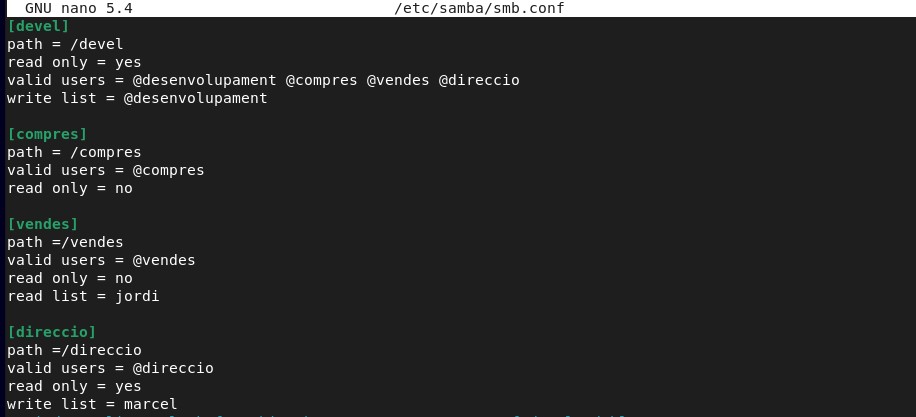 GNU nano 5.4 /etc/samba/smb.conf
[devel]
path = /devel
read only = yes
valid users = @desenvolupament @compres @vendes @direccio
write list = @desenvolupament
[compres]
path = /compres
valid users = @compres
read only = no
[vendes]
path =/vendes
valid users = @vendes
read only = no
read list = jordi
[direccio]
path =/direccio
valid users = @direccio
read only = yes
write list = marcel